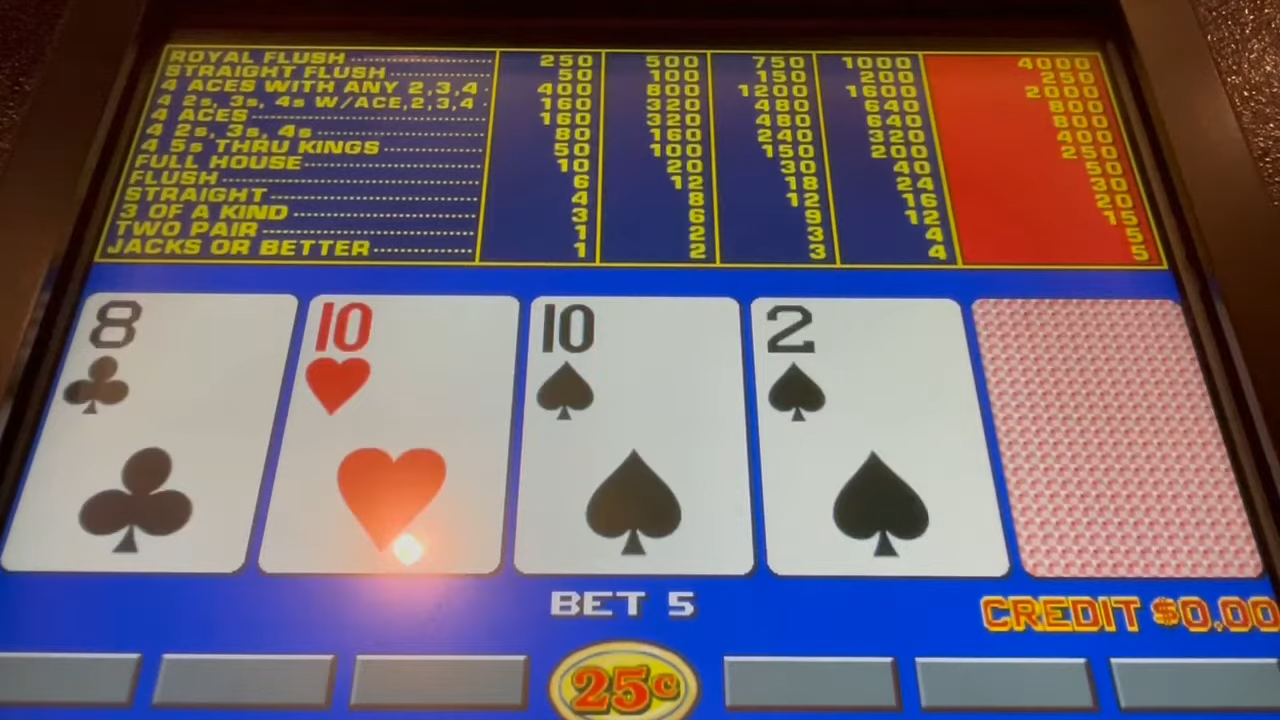 ROYAL FLUSH 250 500 750 1000 4000
STRAIGHT FLUSH 50 100 150 200 250
4 ACES WITH ANY 2,3,4 400 800 1200 1600 2000
4 2s, 3s, 4s W/ACE,2,3,4 160 320 480 640 800
4 ACES 160 320 480 640 800
4 2s, 3s, 4s 80 160 240 320 400
4 5s THRU KINGS 50 100 150 200 250
FULL HOUSE 10 20 30 40 50
FLUSH 6 12 18 24 30
STRAIGHT 4 8 12 16 20
3 OF A KIND 3 6 9 12 15
TWO PAIR 1 2 3 4 5
JACKS OR BETTER 1 2 3 4 5
8 10 10 2
BET 5
CREDIT $0.00
25¢